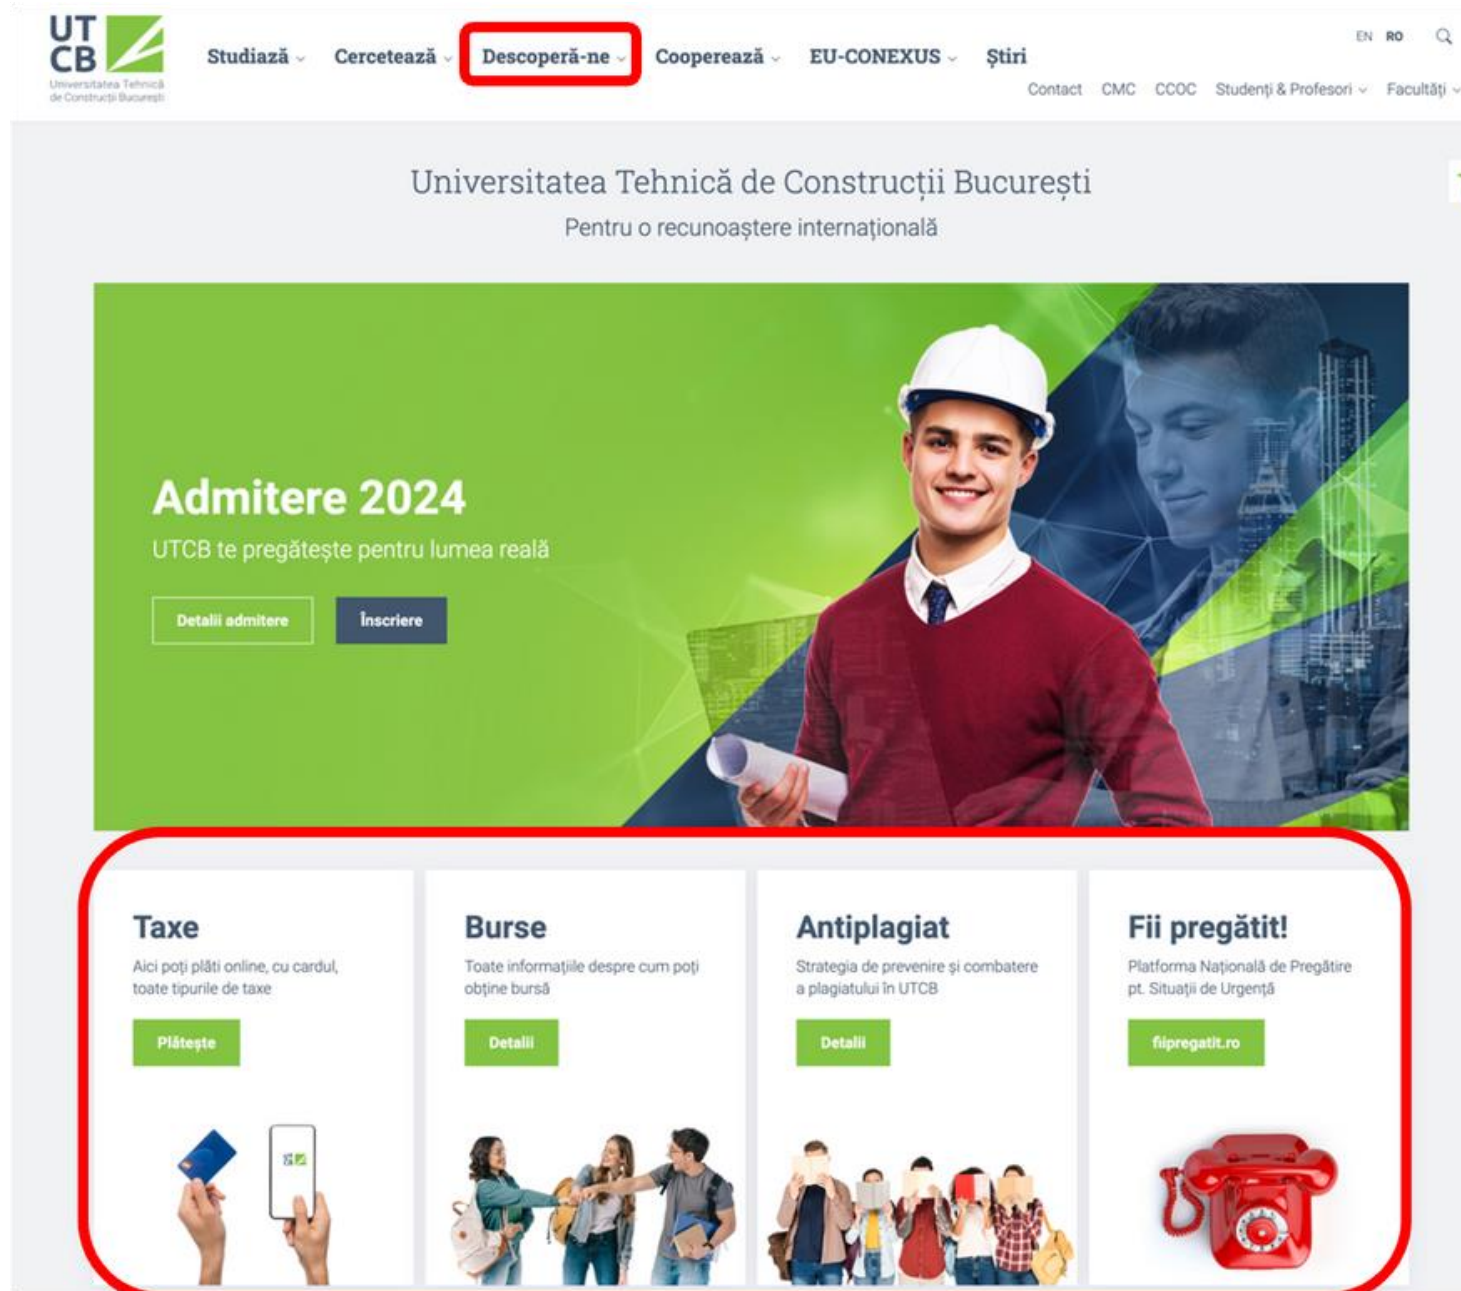 UT
CB
Universitatea Tehnică
de Construcții București
Studiază
Cercetează
Descoperă-ne
Cooperează
EU-CONEXUS
Știri
EN RO
Contact
CMC
CCOC
Studenți & Profesori
Facultăți
Universitatea Tehnică de Construcții București
Pentru o recunoaștere internațională
Admitere 2024
UTCB te pregătește pentru lumea reală
Detalii admitere
Înscriere
Taxe
Aici poți plăti online, cu cardul,
toate tipurile de taxe
Plătește
Burse
Toate informațiile despre cum poți
obține bursă
Detalii
Antiplagiat
Strategia de prevenire și combatere
a plagiatului în UTCB
Detalii
Fii pregătit!
Platforma Națională de Pregătire
pt. Situații de Urgență
fiipregatit.ro